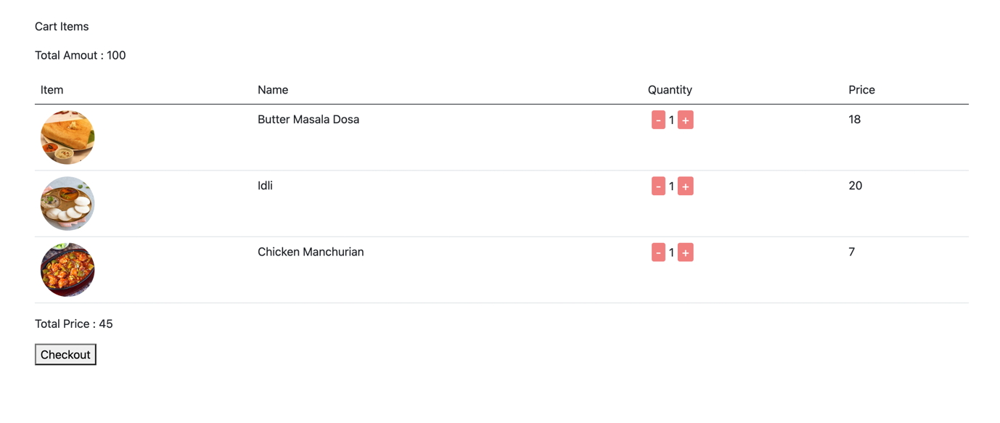 Cart Items
Total Amout : 100
Item Name Quantity Price
Butter Masala Dosa - 1 + 18
Idli - 1 + 20
Chicken Manchurian - 1 + 7
Total Price : 45
Checkout